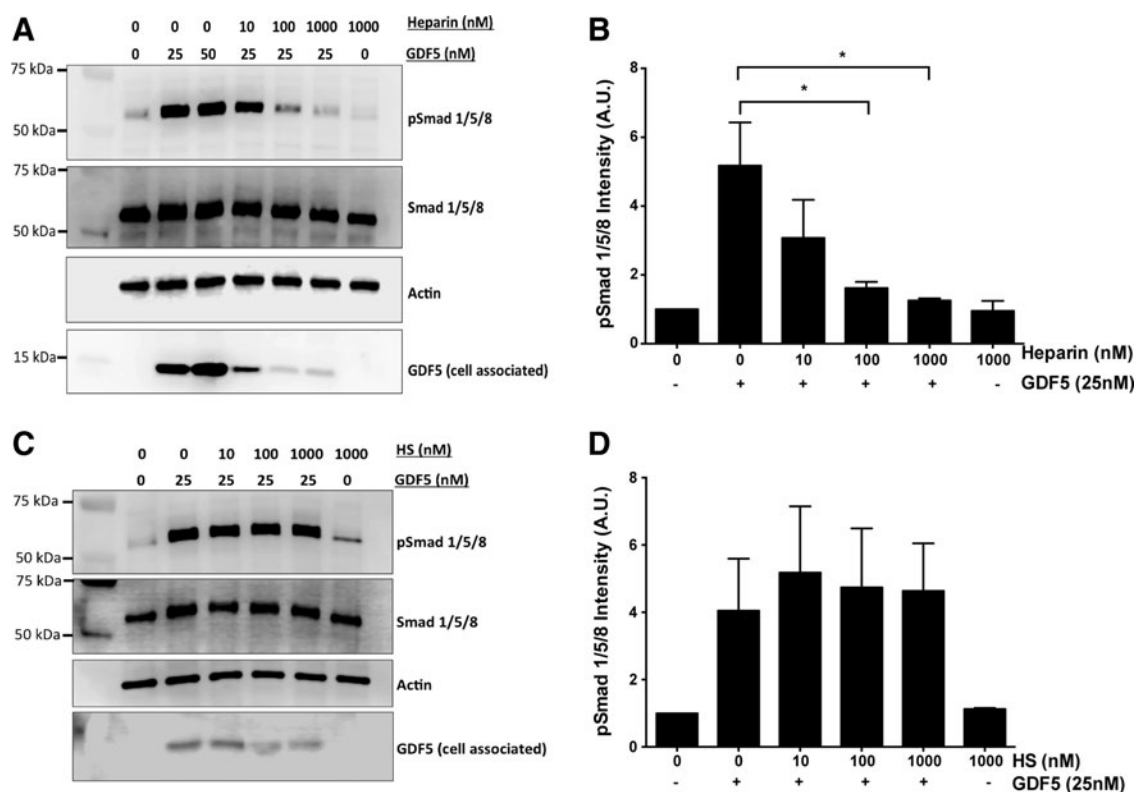 A
0 0 0 10 100 1000 1000 Heparin (nM)
0 25 50 25 25 25 0 GDF5 (nM)
75 kDa
50 kDa
pSmad 1/5/8
75 kDa
50 kDa
Smad 1/5/8
Actin
15 kDa
GDF5 (cell associated)
B
pSmad 1/5/8 Intensity (A.U.)
8
6
4
2
0
*
*
0 0 10 100 1000 1000 Heparin (nM)
- + + + + - GDF5 (25nM)
C
0 0 10 100 1000 1000 HS (nM)
0 25 25 25 25 0 GDF5 (nM)
75 kDa
50 kDa
pSmad 1/5/8
75 kDa
50 kDa
Smad 1/5/8
Actin
GDF5 (cell associated)
D
pSmad 1/5/8 Intensity (A.U.)
8
6
4
2
0
0 0 10 100 1000 1000 HS (nM)
- + + + + - GDF5 (25nM)